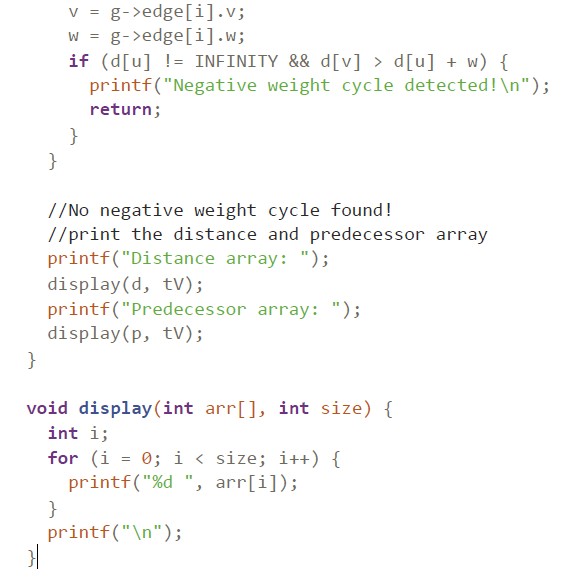 v = g->edge[i].v;
w = g->edge[i].w;
if (d[u] != INFINITY && d[v] > d[u] + w) {
printf("Negative weight cycle detected!\n");
return;
}
}
//No negative weight cycle found!
//print the distance and predecessor array
printf("Distance array: ");
display(d, tV);
printf("Predecessor array: ");
display(p, tV);
}
void display(int arr[], int size) {
int i;
for (i = 0; i < size; i++) {
printf("%d ", arr[i]);
}
printf("\n");
}